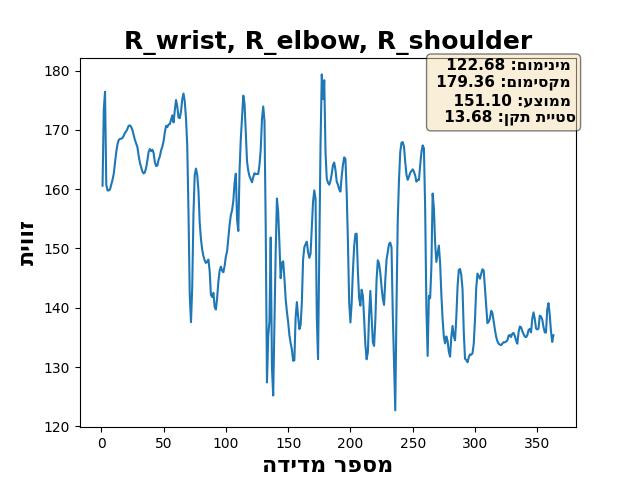 R_wrist, R_elbow, R_shoulder
מינימום: 122.68
מקסימום: 179.36
ממוצע: 151.10
סטיית תקן: 13.68
זווית
180
170
160
150
140
130
120
0 50 100 150 200 250 300 350
מספר מדידה